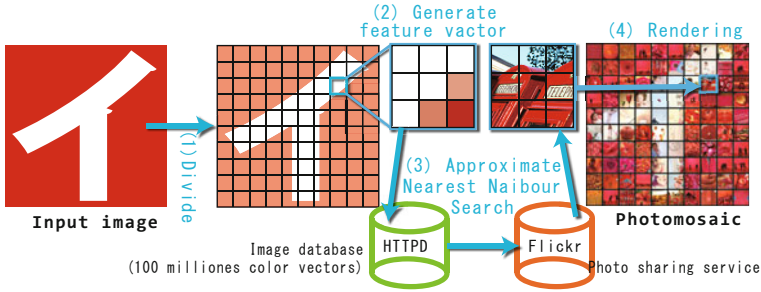 (2) Generate
feature vactor
(4) Rendering
イ
(1)Divide
(3) Approximate
Nearest Naibour
Search
Input image
Photomosaic
HTTPD
Flickr
Image database
(100 milliones color vectors)
Photo sharing service